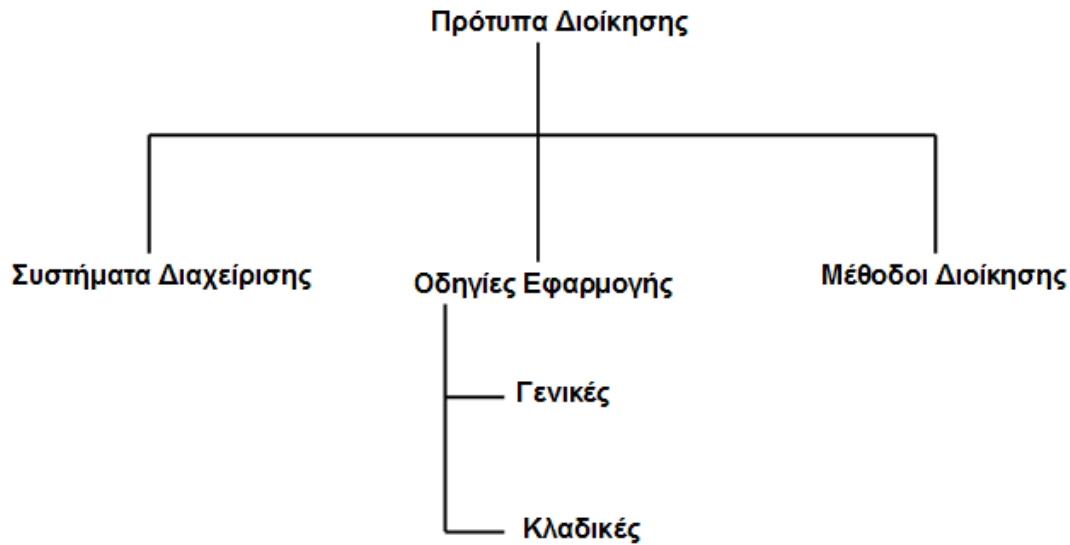 Πρότυπα Διοίκησης
Συστήματα Διαχείρισης
Οδηγίες Εφαρμογής
Μέθοδοι Διοίκησης
Γενικές
Κλαδικές